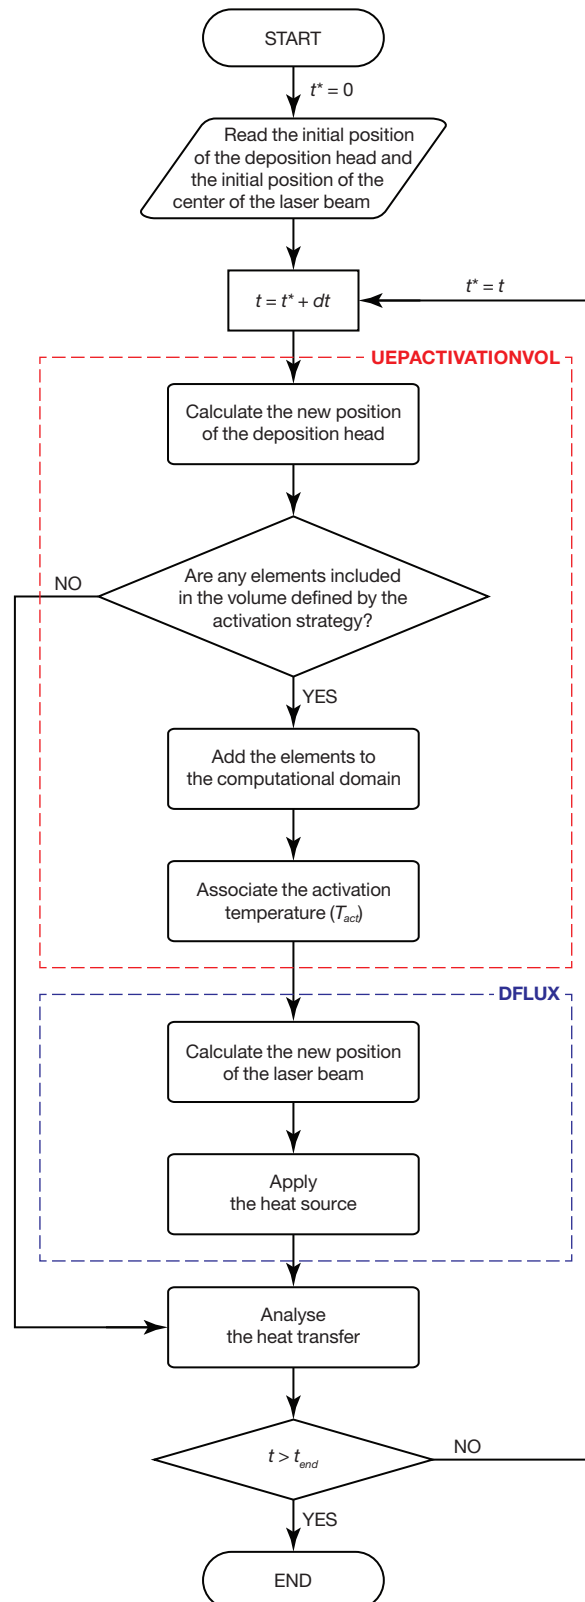 START
t* = 0
Read the initial position
of the deposition head and
the initial position of the
center of the laser beam
t* = t
t = t* + dt
UEPACTIVATIONVOL
Calculate the new position
of the deposition head
NO
Are any elements included
in the volume defined by the
activation strategy?
YES
Add the elements to
the computational domain
Associate the activation
temperature (Tact)
DFLUX
Calculate the new position
of the laser beam
Apply
the heat source
Analyse
the heat transfer
t > tend
NO
YES
END